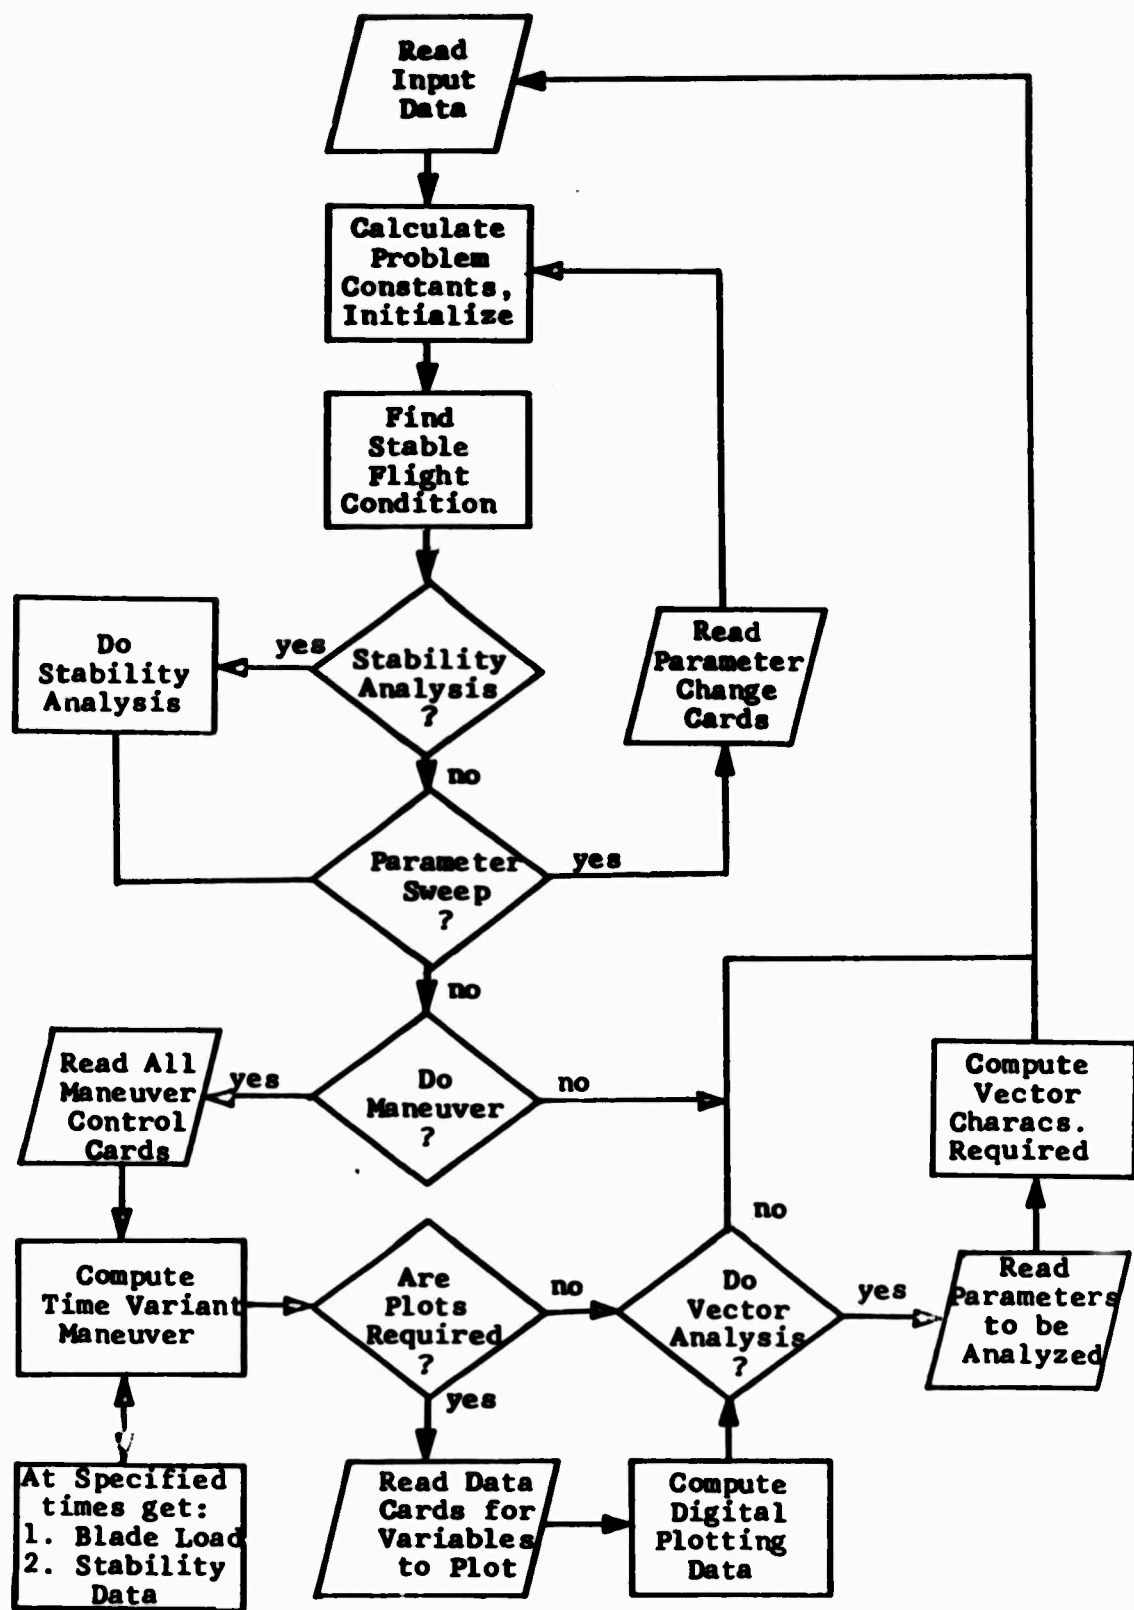 Read
Input
Data
Calculate
Problem
Constants,
Initialize
Find
Stable
Flight
Condition
Do
Stability
Analysis
yes
Stability
Analysis
?
no
Read
Parameter
Change
Cards
Parameter
Sweep
?
yes
no
Read All
Maneuver
Control
Cards
yes
Do
Maneuver
?
no
Compute
Vector
Characs.
Required
Compute
Time Variant
Maneuver
Are
Plots
Required
?
no
yes
no
Do
Vector
Analysis
?
yes
Read
Parameters
to be
Analyzed
At Specified
times get:
1. Blade Load
2. Stability
Data
Read Data
Cards for
Variables
to Plot
Compute
Digital
Plotting
Data